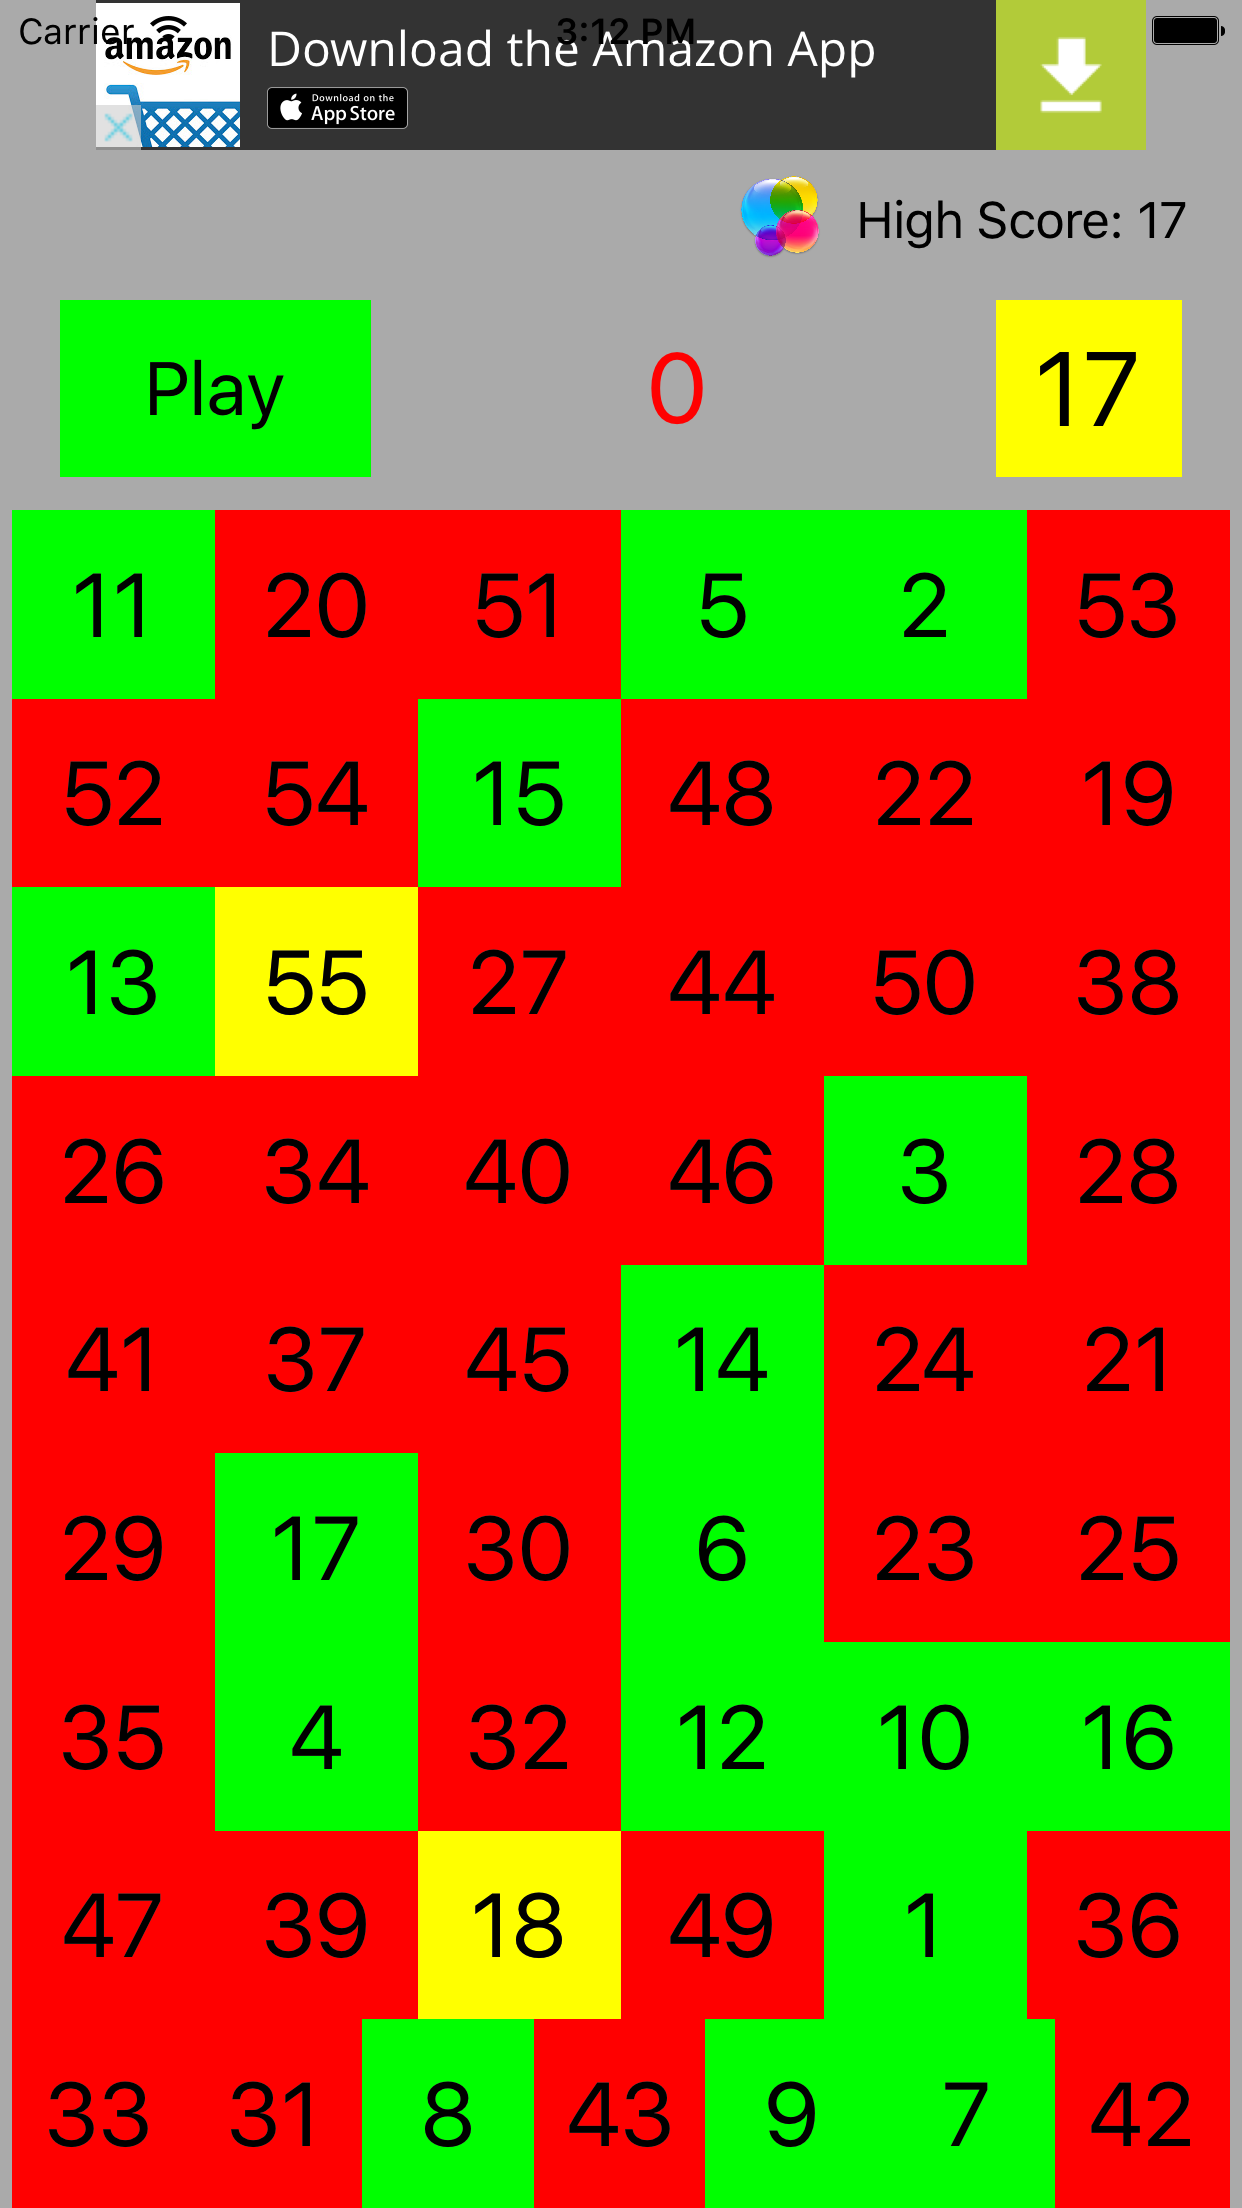 Carrier 3:12 PM
amazon
Download the Amazon App
Download on the
App Store
High Score: 17
Play 0 17
11 20 51 5 2 53
52 54 15 48 22 19
13 55 27 44 50 38
26 34 40 46 3 28
41 37 45 14 24 21
29 17 30 6 23 25
35 4 32 12 10 16
47 39 18 49 1 36
33 31 8 43 9 7 42